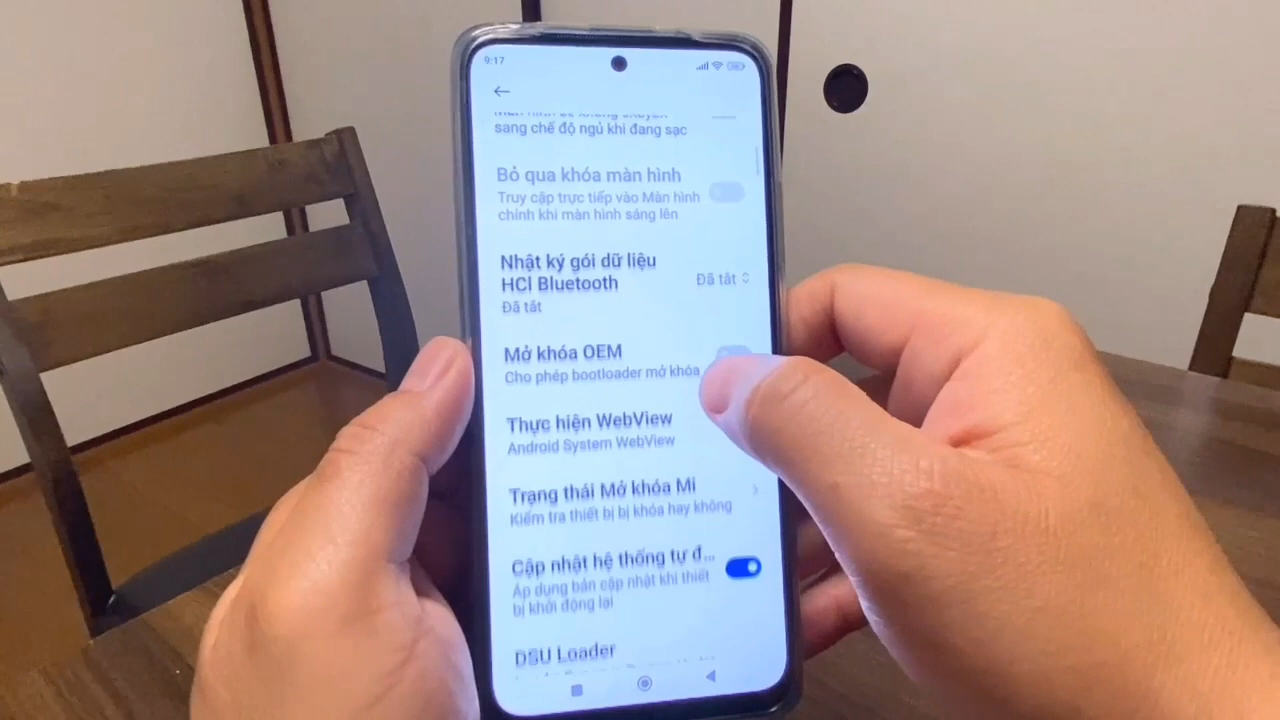 9:17
sang chế độ ngủ khi đang sạc
Bỏ qua khóa màn hình
Truy cập trực tiếp vào Màn hình
chính khi màn hình sáng lên
Nhật ký gói dữ liệu
HCI Bluetooth
Đã tắt
Đã tắt
Mở khóa OEM
Cho phép bootloader mở khóa
Thực hiện WebView
Android System WebView
Trạng thái Mở khóa Mi
Kiểm tra thiết bị bị khóa hay không
Cập nhật hệ thống tự đ...
Áp dụng bản cập nhật khi thiết
bị khởi động lại
DSU Loader